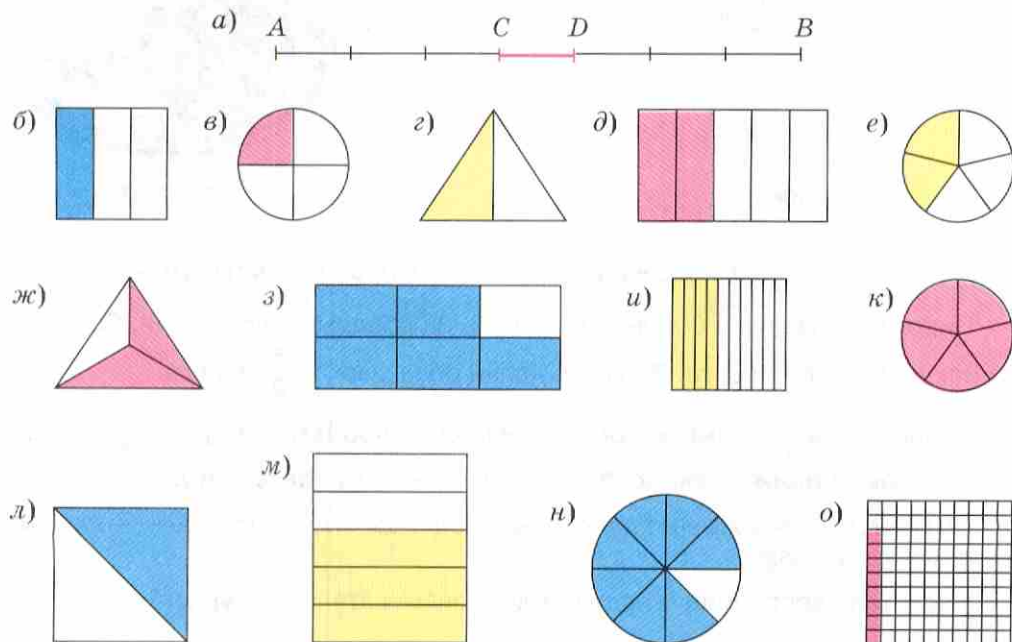 а) A C D B
б) в) г) д) е)
ж) з) и) к)
л) м) н) о)